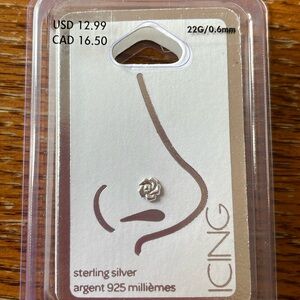 USD 12.99
CAD 16.50
22G/0.6mm
ICING
sterling silver
argent 925 millièmes